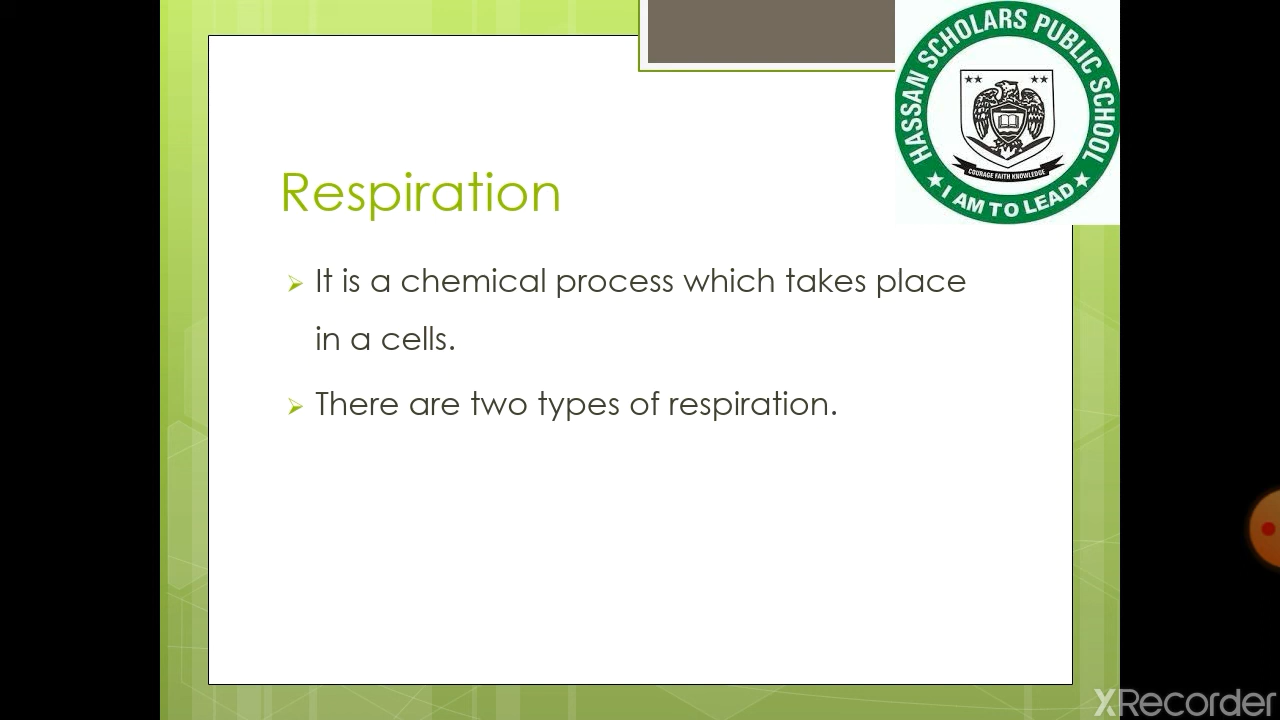 HASSAN SCHOLARS PUBLIC SCHOOL
COURAGE FAITH KNOWLEDGE
I AM TO LEAD
Respiration
It is a chemical process which takes place
in a cells.
There are two types of respiration.
XRecorder